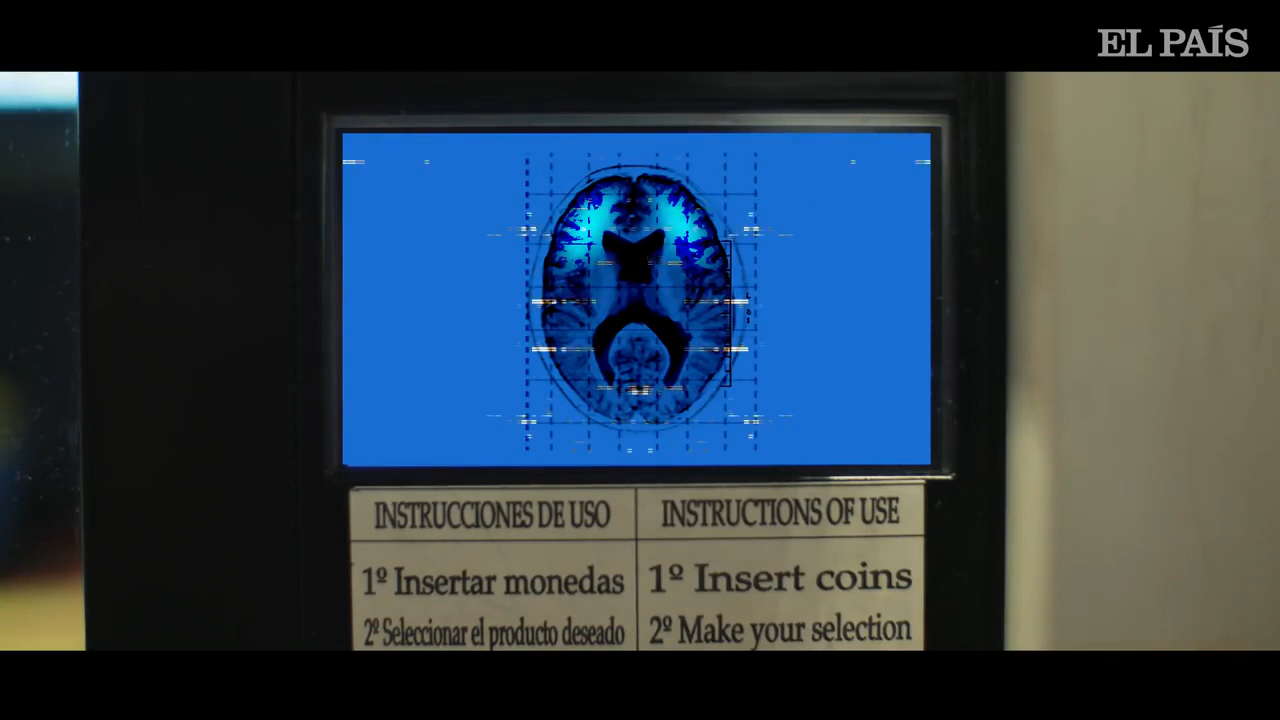 EL PAÍS
INSTRUCCIONES DE USO
INSTRUCTIONS OF USE
1º Insertar monedas
1º Insert coins
2º Seleccionar el producto deseado
2º Make your selection